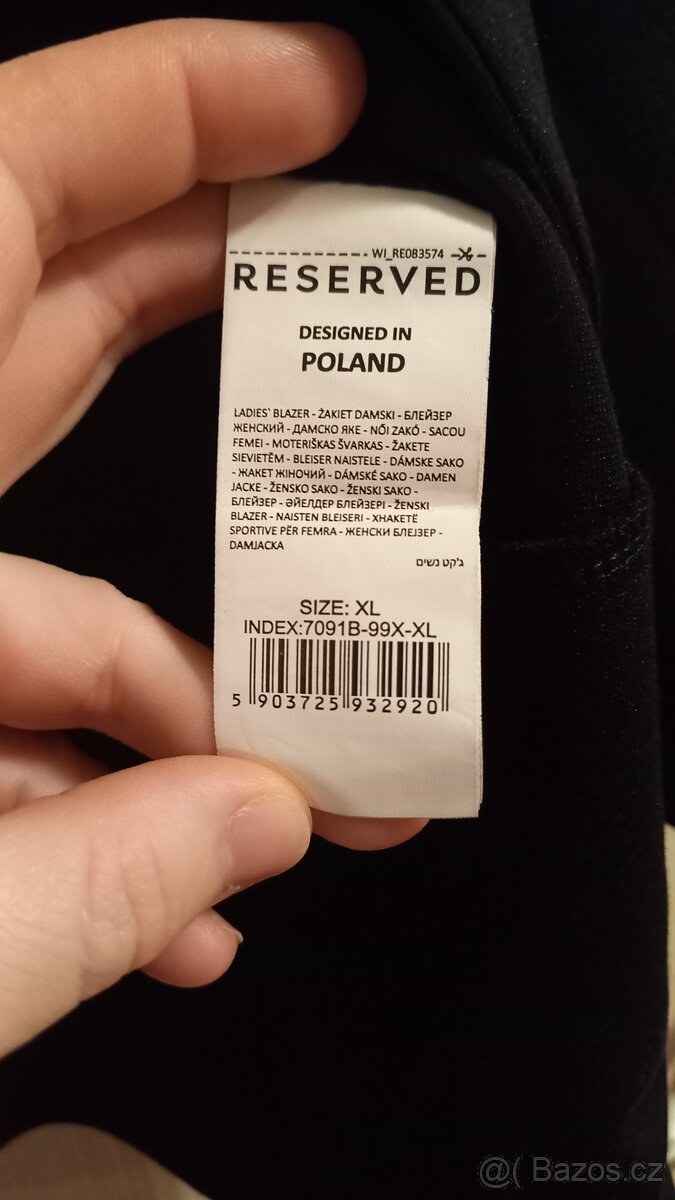 WI_RE083574
RESERVED
DESIGNED IN
POLAND
LADIES` BLAZER - ŻAKIET DAMSKI - БЛЕЙЗЕР
ЖЕНСКИЙ - ДАМСКО ЯКЕ - NŐI ZAKÓ - SACOU
FEMEI - MOTERIŠKAS ŠVARKAS - ŽAKETE
SIEVIETĒM - BLEISER NAISTELE - DÁMSKE SAKO
- ЖАКЕТ ЖІНОЧИЙ - DÁMSKÉ SAKO - DAMEN
JACKE - ŽENSKO SAKO - ŽENSKI SAKO -
БЛЕЙЗЕР - ӘЙЕЛДЕР БЛЕЙЗЕРІ - ŽENSKI
BLAZER - NAISTEN BLEISERI - XHAKETË
SPORTIVE PËR FEMRA - ЖЕНСКИ БЛЕЈЗЕР -
DAMJACKA
ג'קט נשים
SIZE: XL
INDEX:7091B-99X-XL
5 903725 932920
@( Bazos.cz